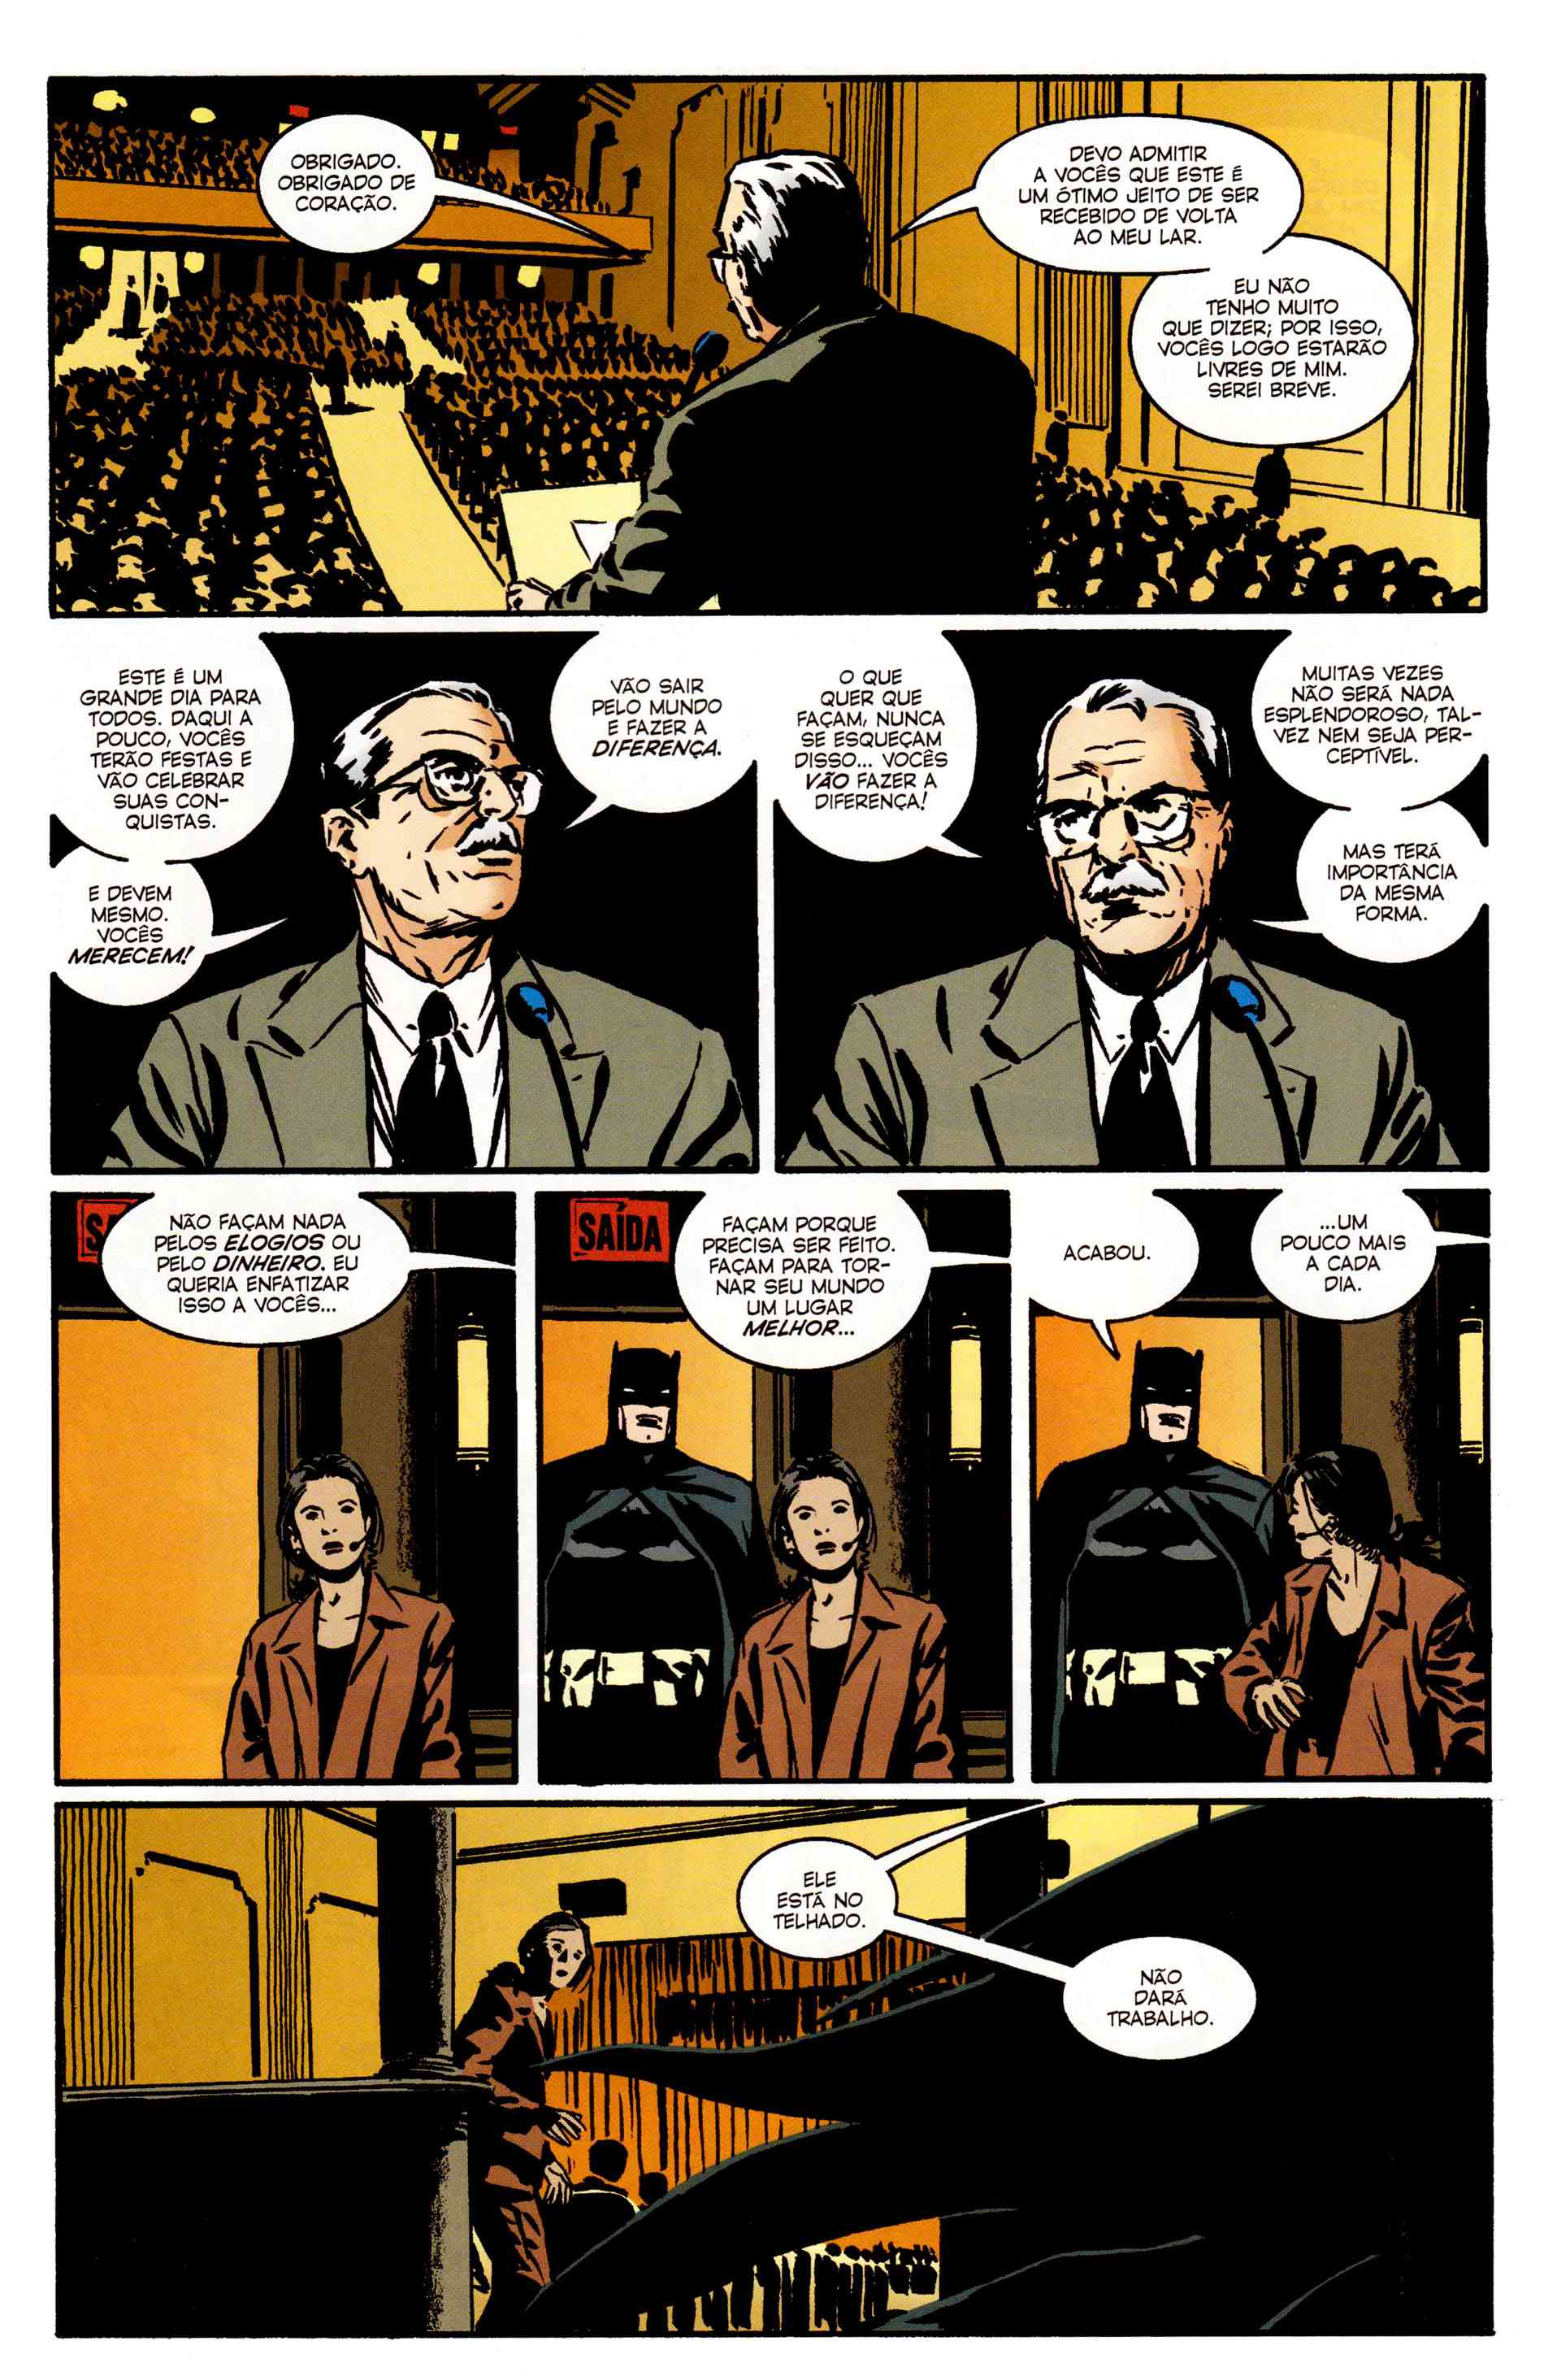 OBRIGADO.
OBRIGADO DE
CORAÇÃO.
DEVO ADMITIR
A VOCÊS QUE ESTE É
UM ÓTIMO JEITO DE SER
RECEBIDO DE VOLTA
AO MEU LAR.
EU NÃO
TENHO MUITO
QUE DIZER; POR ISSO,
VOCÊS LOGO ESTARÃO
LIVRES DE MIM.
SEREI BREVE.
ESTE É UM
GRANDE DIA PARA
TODOS. DAQUI A
POUCO, VOCÊS
TERÃO FESTAS E
VÃO CELEBRAR
SUAS CON-
QUISTAS.
E DEVEM
MESMO.
VOCÊS
MERECEM!
VÃO SAIR
PELO MUNDO
E FAZER A
DIFERENÇA.
O QUE
QUER QUE
FAÇAM, NUNCA
SE ESQUEÇAM
DISSO... VOCÊS
VÃO FAZER A
DIFERENÇA!
MUITAS VEZES
NÃO SERÁ NADA
ESPLENDOROSO, TAL-
VEZ NEM SEJA PER-
CEPTÍVEL.
MAS TERÁ
IMPORTÂNCIA
DA MESMA
FORMA.
SA
NÃO FAÇAM NADA
PELOS ELOGIOS OU
PELO DINHEIRO. EU
QUERIA ENFATIZAR
ISSO A VOCÊS...
SAÍDA
FAÇAM PORQUE
PRECISA SER FEITO.
FAÇAM PARA TOR-
NAR SEU MUNDO
UM LUGAR
MELHOR...
ACABOU.
...UM
POUCO MAIS
A CADA
DIA.
ELE
ESTÁ NO
TELHADO.
NÃO
DARÁ
TRABALHO.